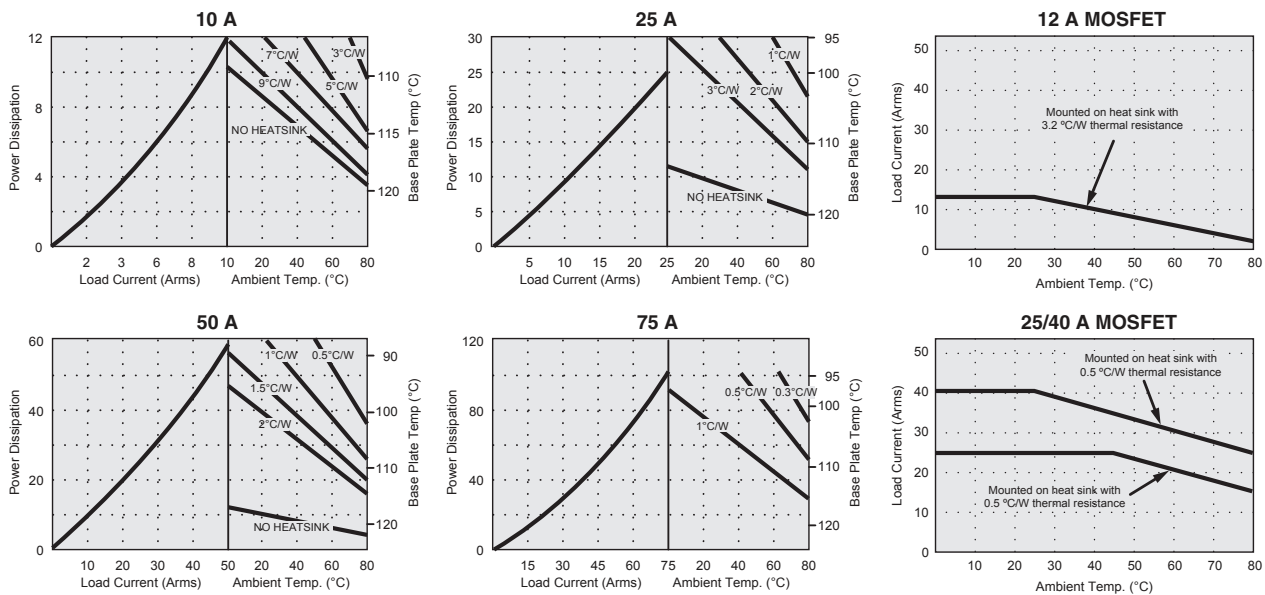 10 A
12
10
8
6
4
2
0
Power Dissipation
2 3 6 8 10 20 40 60 80
Load Current (Arms) Ambient Temp. (°C)
7°C/W
3°C/W
9°C/W
5°C/W
NO HEATSINK
110
115
120
Base Plate Temp (°C)
25 A
30
25
20
15
10
5
0
Power Dissipation
5 10 15 20 25 20 40 60 80
Load Current (Arms) Ambient Temp. (°C)
1°C/W
3°C/W
2°C/W
NO HEATSINK
95
100
110
120
Base Plate Temp (°C)
12 A MOSFET
50
40
30
20
10
0
Load Current (Arms)
Mounted on heat sink with
3.2 ºC/W thermal resistance
10 20 30 40 50 60 70 80
Ambient Temp. (°C)
50 A
60
40
20
0
Power Dissipation
10 20 30 40 50 20 40 60 80
Load Current (Arms) Ambient Temp. (°C)
1°C/W
0.5°C/W
1.5°C/W
2°C/W
NO HEATSINK
90
100
110
120
Base Plate Temp (°C)
75 A
120
80
40
0
Power Dissipation
15 30 45 60 75 20 40 60 80
Load Current (Arms) Ambient Temp. (°C)
0.5°C/W
0.3°C/W
1°C/W
95
100
110
120
Base Plate Temp (°C)
25/40 A MOSFET
50
40
30
20
10
0
Load Current (Arms)
Mounted on heat sink with
0.5 ºC/W thermal resistance
Mounted on heat sink with
0.5 ºC/W thermal resistance
10 20 30 40 50 60 70 80
Ambient Temp. (°C)